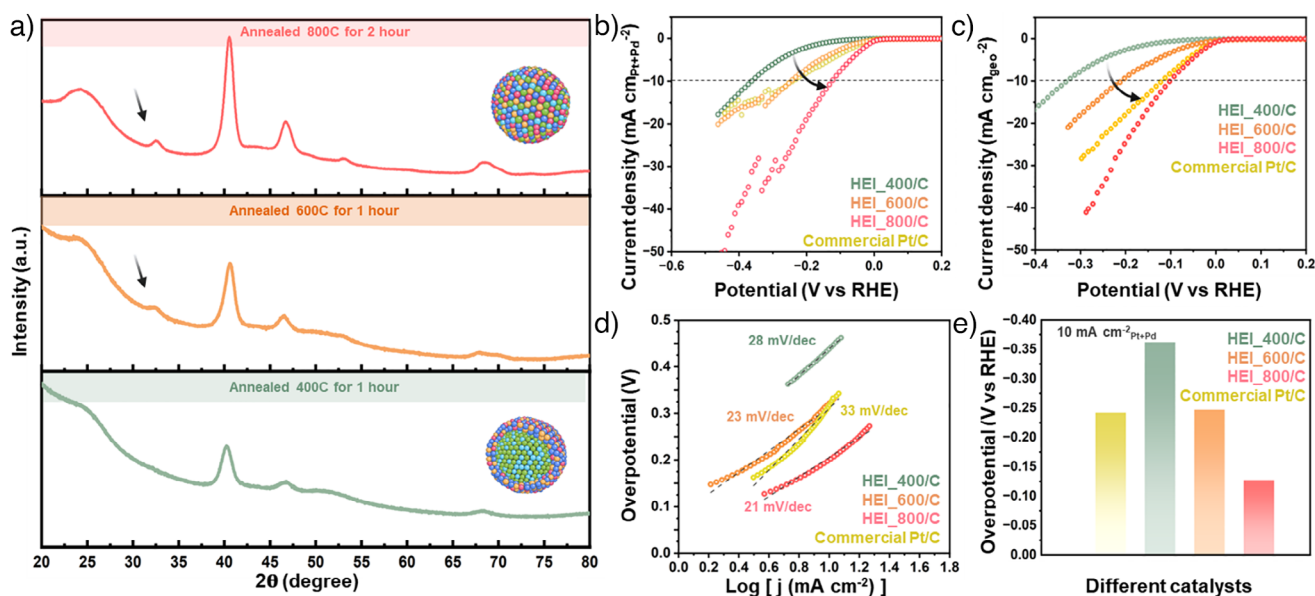 a)
Annealed 800C for 2 hour
Annealed 600C for 1 hour
Annealed 400C for 1 hour
Intensity (a.u.)
20 25 30 35 40 45 50 55 60 65 70 75 80
2θ (degree)
b)
Current density (mA cm_Pt+Pd^-2)
0
−10
−20
−30
−40
−50
HEI_400/C
HEI_600/C
HEI_800/C
Commercial Pt/C
−0.6 −0.4 −0.2 0.0 0.2
Potential (V vs RHE)
c)
Current density (mA cm_geo^-2)
0
−10
−20
−30
−40
−50
HEI_400/C
HEI_600/C
HEI_800/C
Commercial Pt/C
−0.4 −0.3 −0.2 −0.1 0.0 0.1 0.2
Potential (V vs RHE)
d)
Overpotential (V)
0.5
0.4
0.3
0.2
0.1
0.0
28 mV/dec
23 mV/dec
33 mV/dec
21 mV/dec
HEI_400/C
HEI_600/C
HEI_800/C
Commercial Pt/C
0.0 0.2 0.4 0.6 0.8 1.0 1.2 1.4 1.6
Log [ j (mA cm⁻²) ]
e)
Overpotential (V vs RHE)
−0.40
−0.35
−0.30
−0.25
−0.20
−0.15
−0.10
−0.05
0.00
10 mA cm^-2_Pt+Pd
HEI_400/C
HEI_600/C
HEI_800/C
Commercial Pt/C
Different catalysts